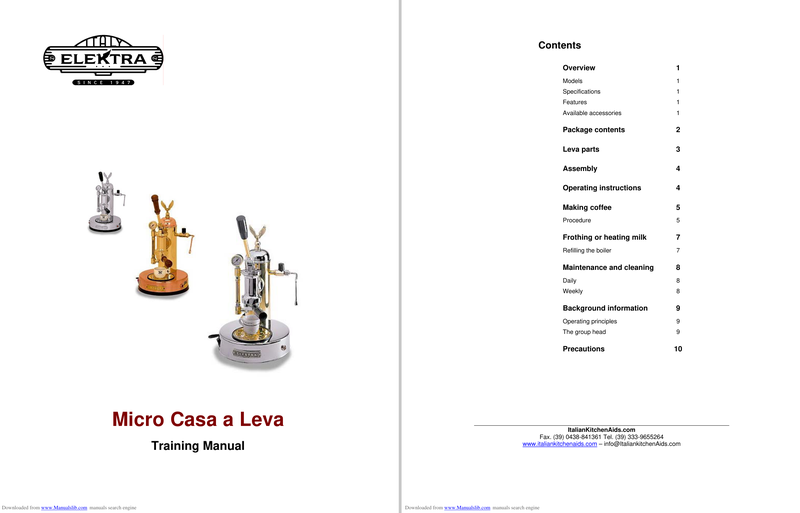 ITALY
ELEKTRA
SINCE 1947
Micro Casa a Leva
Training Manual
Downloaded from www.Manualslib.com manuals search engine
Contents
Overview 1
Models 1
Specifications 1
Features 1
Available accessories 1
Package contents 2
Leva parts 3
Assembly 4
Operating instructions 4
Making coffee 5
Procedure 5
Frothing or heating milk 7
Refilling the boiler 7
Maintenance and cleaning 8
Daily 8
Weekly 8
Background information 9
Operating principles 9
The group head 9
Precautions 10
ItalianKitchenAids.com
Fax. (39) 0438-841361 Tel. (39) 333-9655264
www.italiankitchenaids.com – info@ItalianKitchenAids.com
Downloaded from www.Manualslib.com manuals search engine